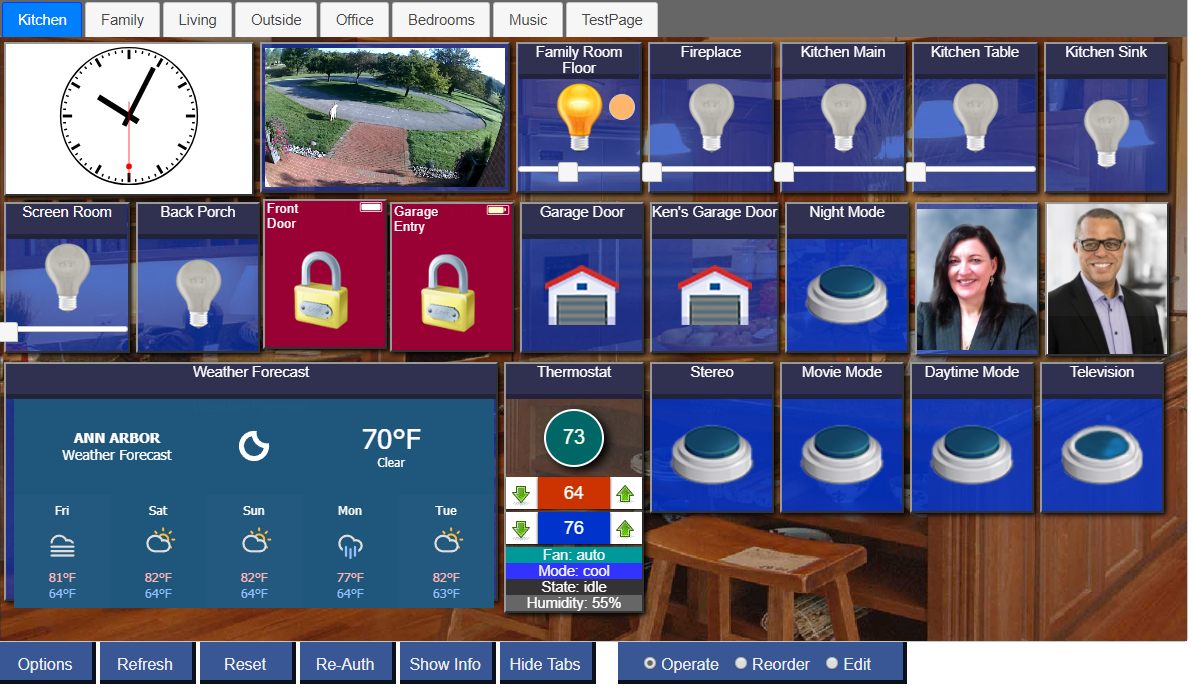 Kitchen
Family
Living
Outside
Office
Bedrooms
Music
TestPage
Family Room
Floor
Fireplace
Kitchen Main
Kitchen Table
Kitchen Sink
Screen Room
Back Porch
Front
Door
Garage
Entry
Garage Door
Ken's Garage Door
Night Mode
Weather Forecast
ANN ARBOR
Weather Forecast
70°F
Clear
Fri
Sat
Sun
Mon
Tue
81°F
82°F
82°F
77°F
82°F
64°F
64°F
64°F
64°F
63°F
Thermostat
73
64
76
Fan: auto
Mode: cool
State: idle
Humidity: 55%
Stereo
Movie Mode
Daytime Mode
Television
Options
Refresh
Reset
Re-Auth
Show Info
Hide Tabs
Operate
Reorder
Edit